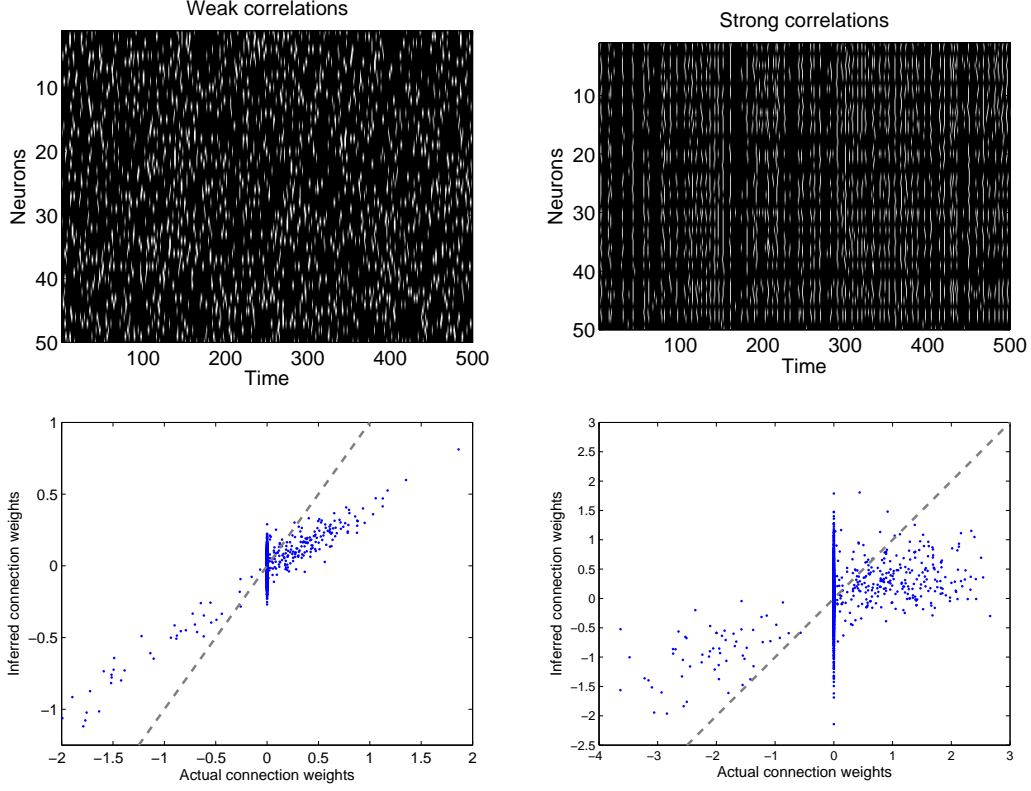 Weak correlations
Neurons
10
20
30
40
50
100 200 300 400 500
Time
Strong correlations
Neurons
10
20
30
40
50
100 200 300 400 500
Time
Inferred connection weights
1
0.5
0
−0.5
−1
−2 −1.5 −1 −0.5 0 0.5 1 1.5 2
Actual connection weights
Inferred connection weights
3
2.5
2
1.5
1
0.5
0
−0.5
−1
−1.5
−2
−2.5
−4 −3 −2 −1 0 1 2 3
Actual connection weights